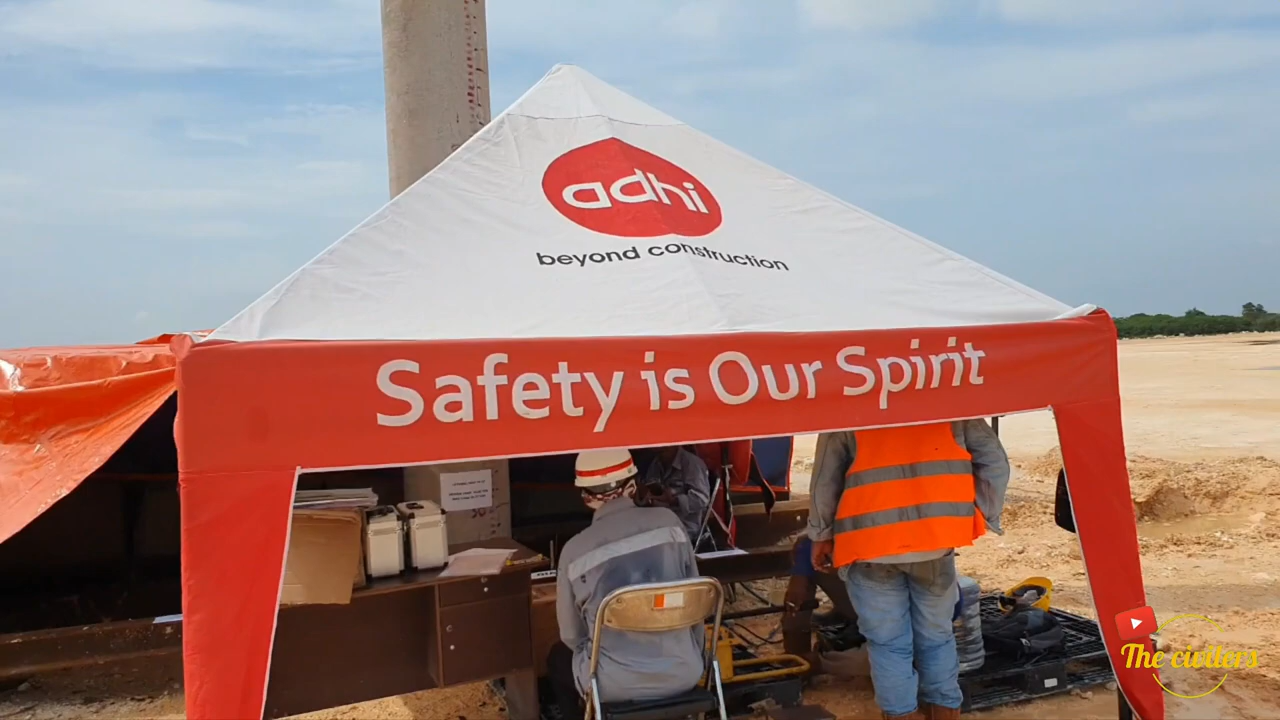 adhi
beyond construction
Safety is Our Spirit
The civilers